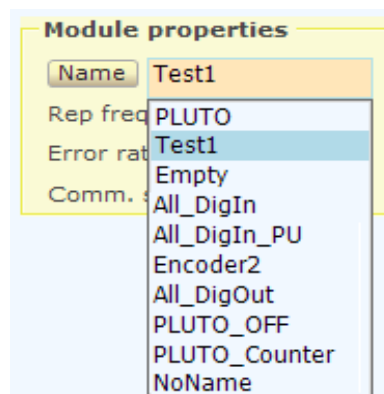 Module properties
Name Test1
Rep freq
Error rat
Comm.
PLUTO
Test1
Empty
All_DigIn
All_DigIn_PU
Encoder2
All_DigOut
PLUTO_OFF
PLUTO_Counter
NoName